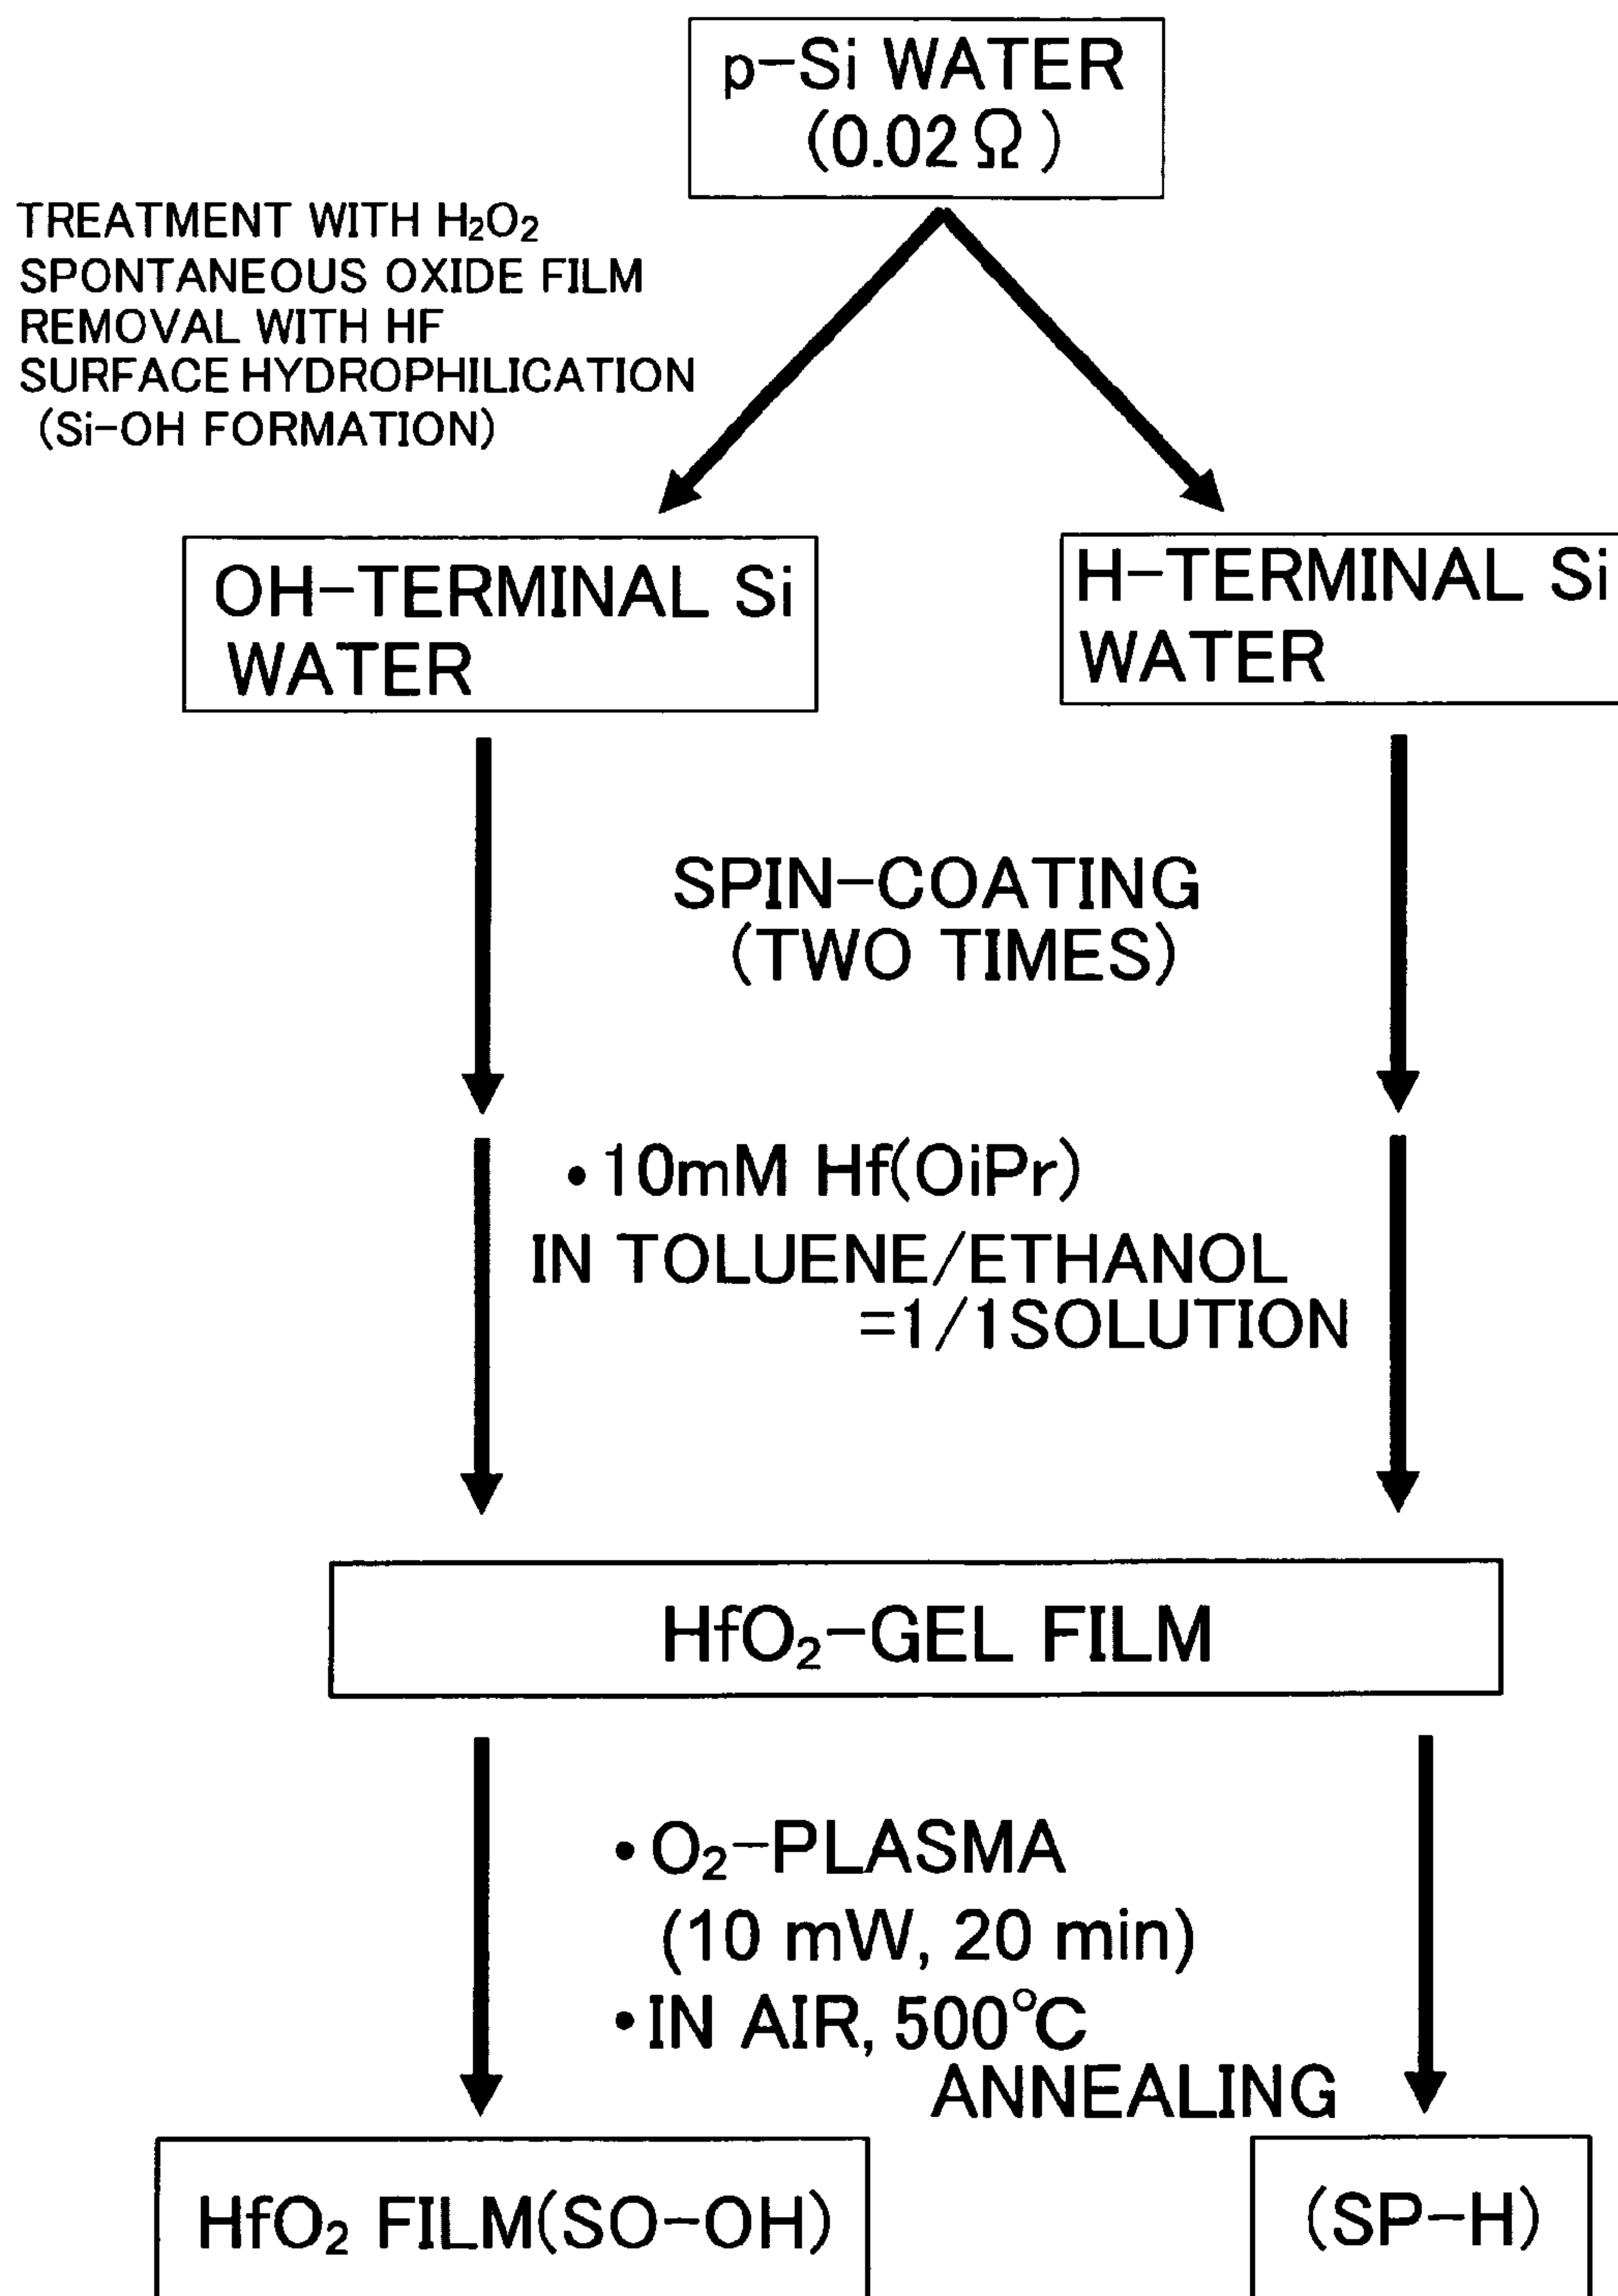 p-Si WATER
(0.02Ω)
TREATMENT WITH H₂O₂
SPONTANEOUS OXIDE FILM
REMOVAL WITH HF
SURFACE HYDROPHILICATION
(Si-OH FORMATION)
OH-TERMINAL Si
WATER
H-TERMINAL Si
WATER
SPIN-COATING
(TWO TIMES)
•10mM Hf(OiPr)
IN TOLUENE/ETHANOL
=1/1SOLUTION
HfO₂-GEL FILM
•O₂-PLASMA
(10 mW, 20 min)
•IN AIR, 500℃
ANNEALING
HfO₂ FILM(SO-OH)
(SP-H)